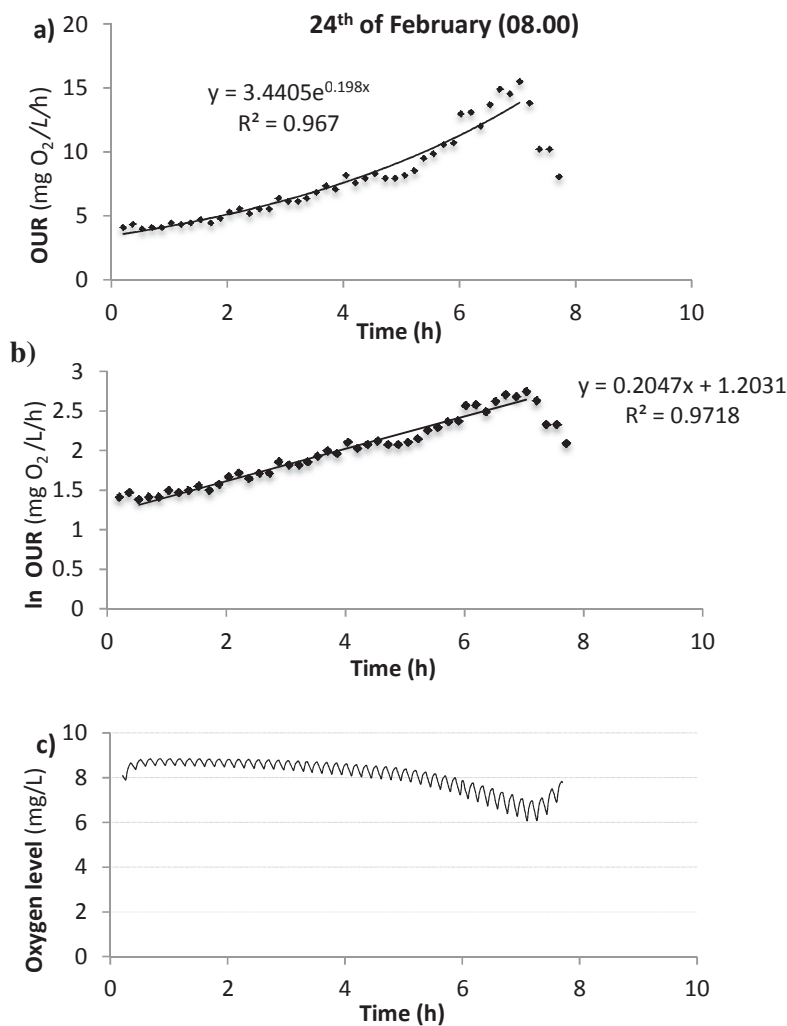 a)
24th of February (08.00)
20
15
10
5
0
OUR (mg O2/L/h)
y = 3.4405e^0.198x
R² = 0.967
0 2 4 6 8 10
Time (h)
b)
3
2.5
2
1.5
1
0.5
0
ln OUR (mg O2/L/h)
y = 0.2047x + 1.2031
R² = 0.9718
0 2 4 6 8 10
Time (h)
c)
10
8
6
4
2
0
Oxygen level (mg/L)
0 2 4 6 8 10
Time (h)